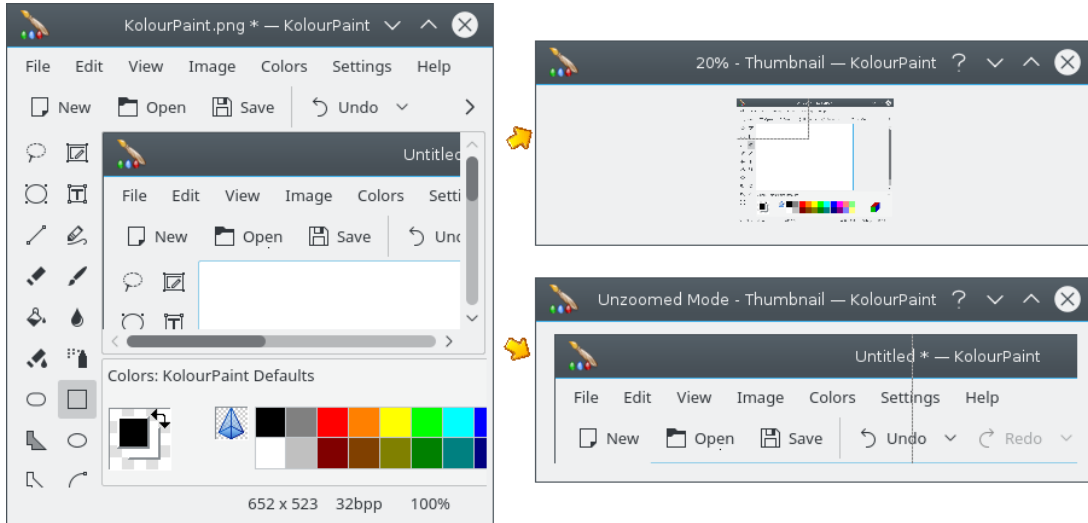 KolourPaint.png * — KolourPaint
File Edit View Image Colors Settings Help
New Open Save Undo
Untitled
File Edit View Image Colors Setti
New Open Save Und
Colors: KolourPaint Defaults
652 x 523 32bpp 100%
20% - Thumbnail — KolourPaint
Unzoomed Mode - Thumbnail — KolourPaint
Untitled * — KolourPaint
File Edit View Image Colors Settings Help
New Open Save Undo Redo